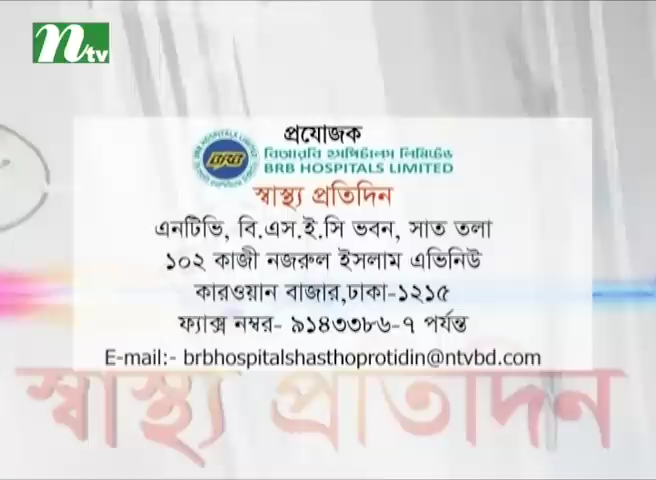 ntv
প্রযোজক
বিআরবি হসপিটালস লিমিটেড
BRB HOSPITALS LIMITED
স্বাস্থ্য প্রতিদিন
এনটিভি, বি.এস.ই.সি ভবন, সাত তলা
১০২ কাজী নজরুল ইসলাম এভিনিউ
কারওয়ান বাজার,ঢাকা-১২১৫
ফ্যাক্স নম্বর- ৯১৪৩৩৮৬-৭ পর্যন্ত
E-mail:- brbhospitalshasthoprotidin@ntvbd.com
স্বাস্থ্য প্রতিদিন